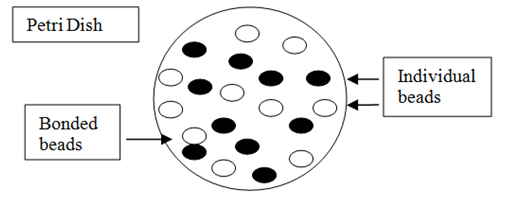 Petri Dish
Individual
beads
Bonded
beads